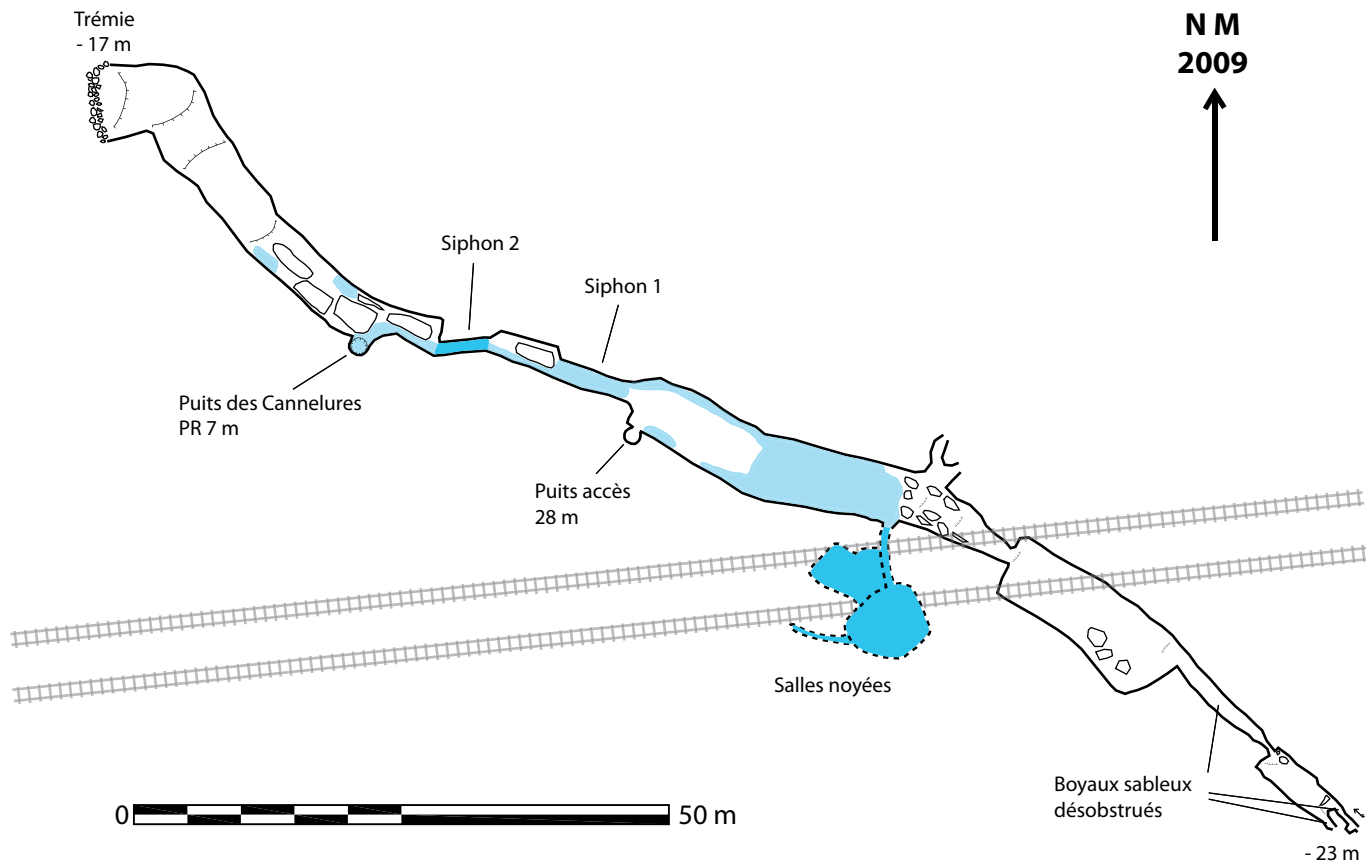 Trémie
- 17 m
N M
2009
Siphon 2
Siphon 1
Puits des Cannelures
PR 7 m
Puits accès
28 m
Salles noyées
Boyaux sableux
désobstrués
0
50 m
- 23 m